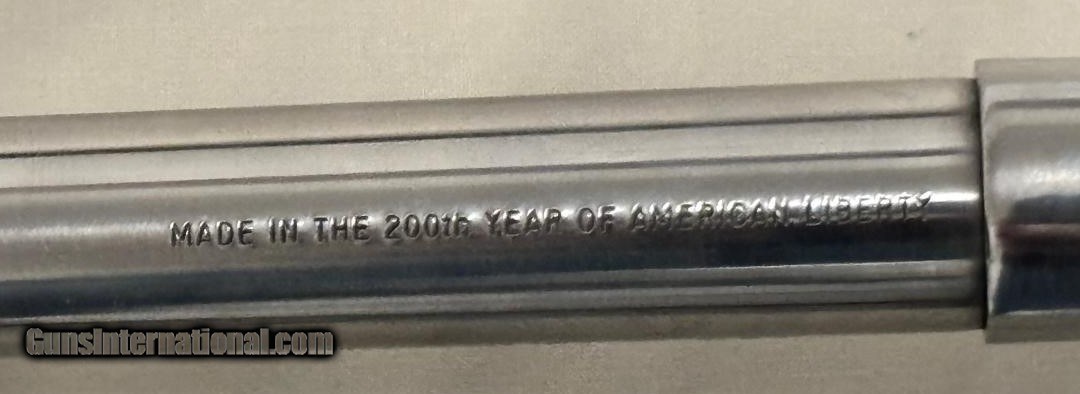 MADE IN THE 200th YEAR OF AMERICAN LIBERTY
GunsInternational.com